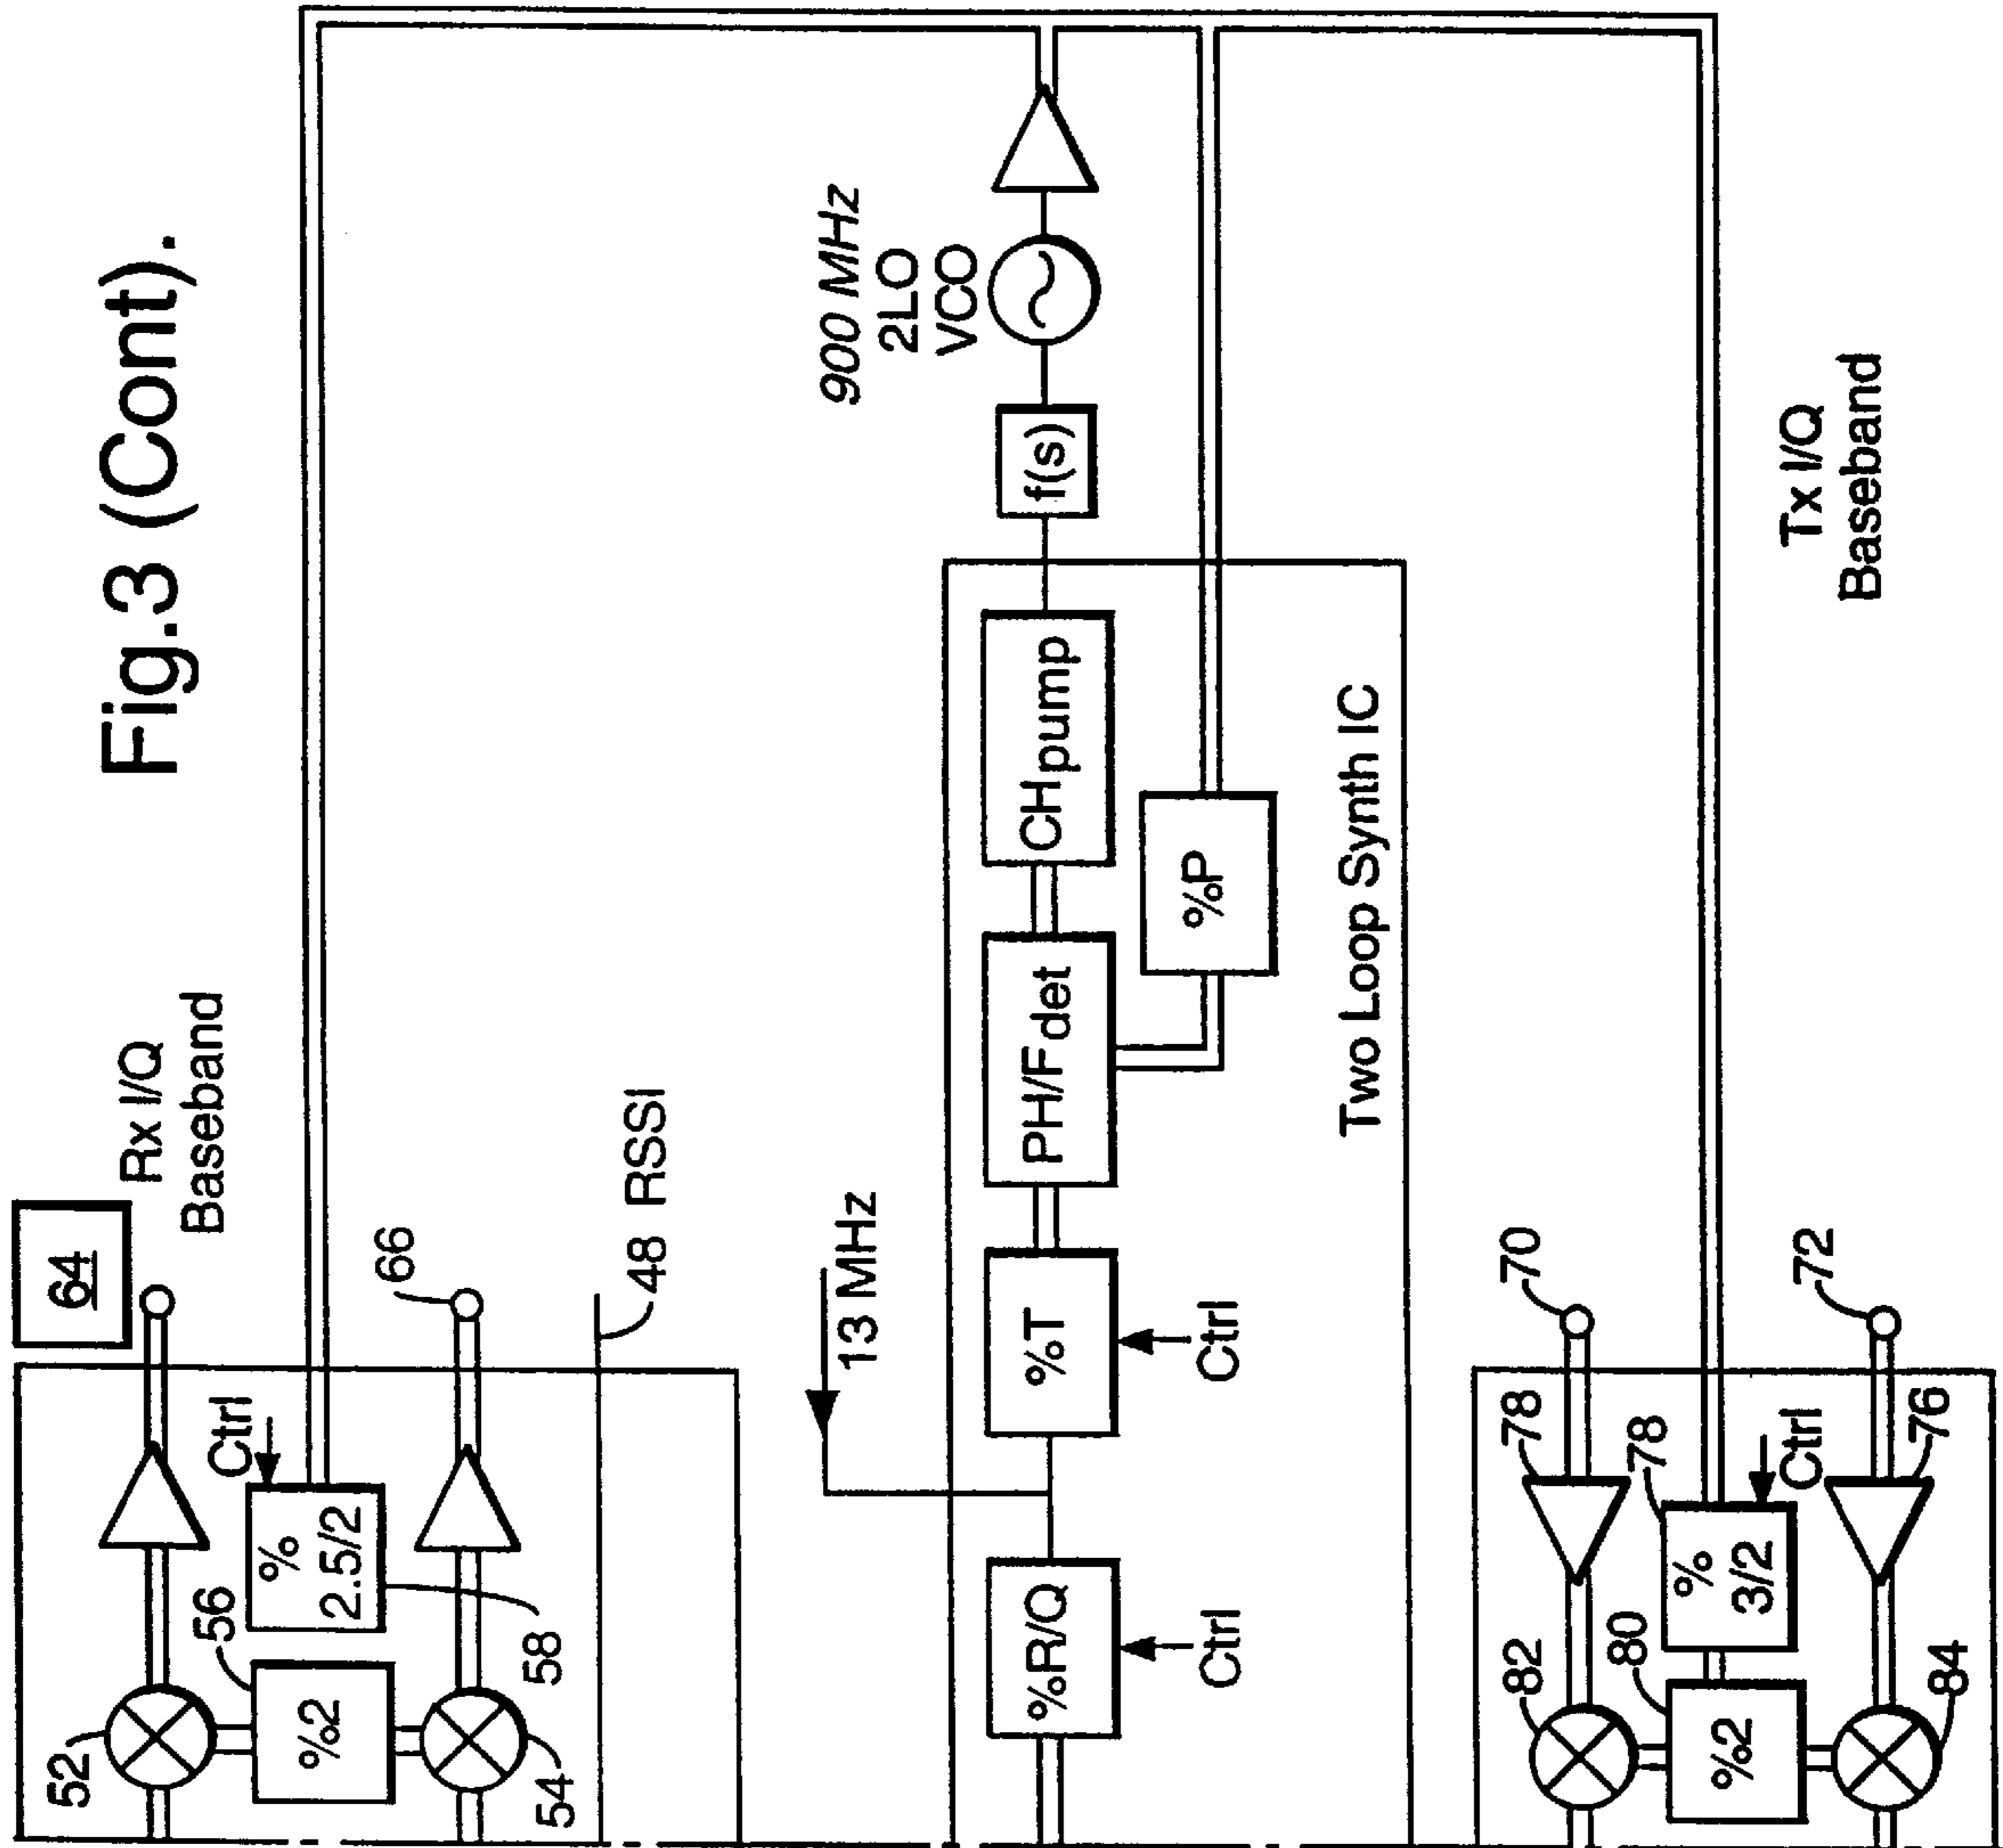 Fig.3 (Cont).
64
Rx I/Q
Baseband
52
56
%2
54
Ctrl
%
2.5/2
58
66
48 RSSI
13 MHz
%R/Q
Ctrl
%T
Ctrl
PH/Fdet
CHpump
%P
f(s)
900 MHz
2LO
VCO
Two Loop Synth IC
82
80
%2
84
78
78
%
3/2
Ctrl
76
70
72
Tx I/Q
Baseband